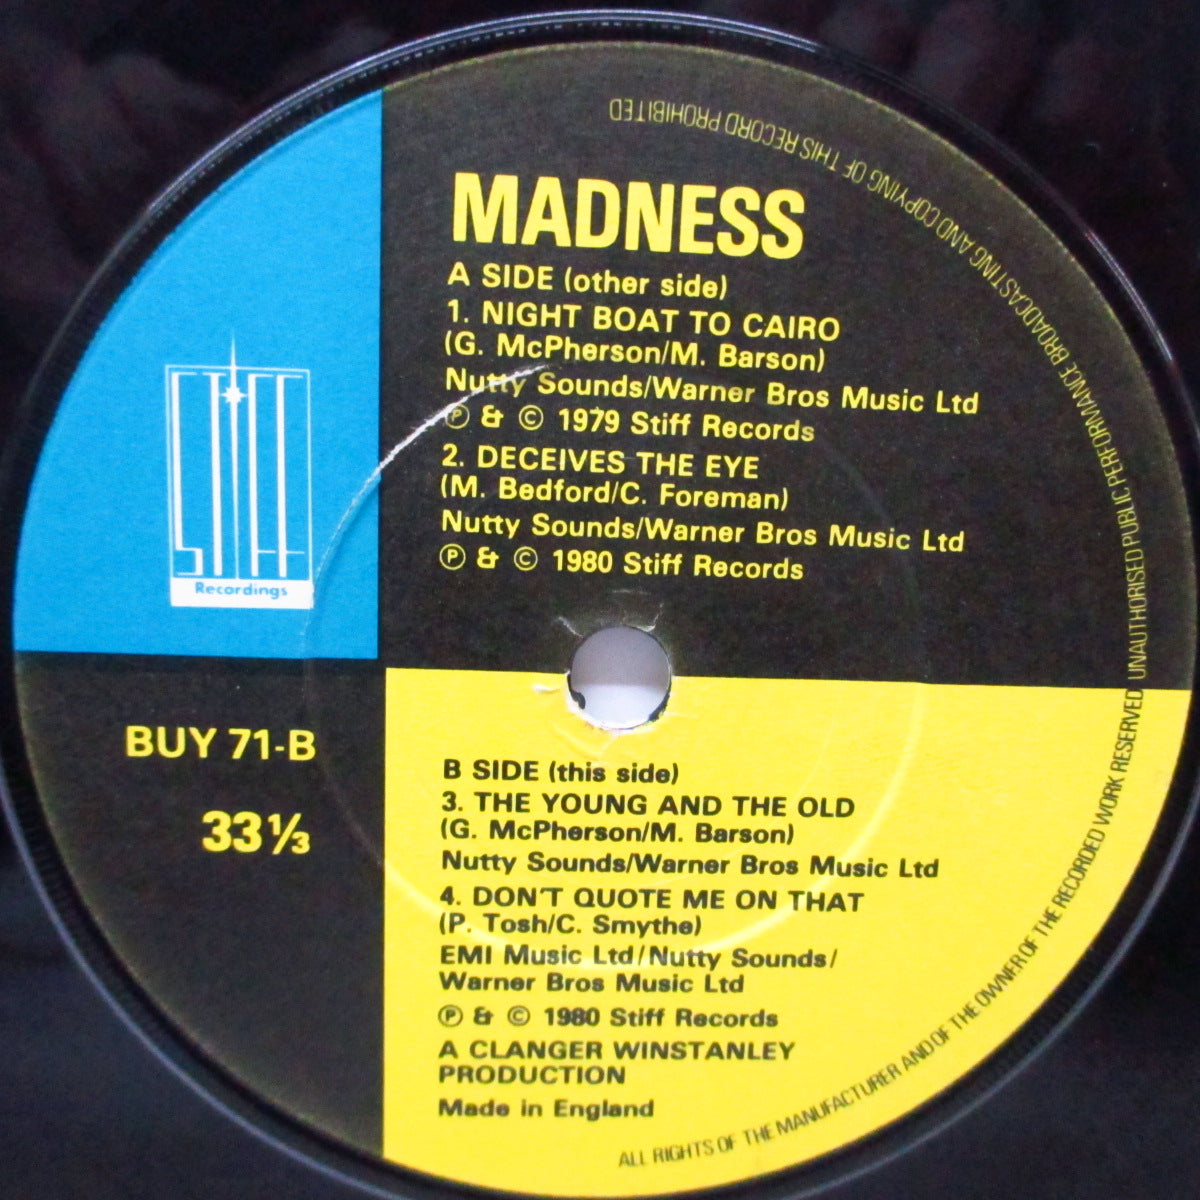 MADNESS
A SIDE (other side)
1. NIGHT BOAT TO CAIRO
(G. McPherson/M. Barson)
Nutty Sounds/Warner Bros Music Ltd
Ⓟ & © 1979 Stiff Records
2. DECEIVES THE EYE
(M. Bedford/C. Foreman)
Nutty Sounds/Warner Bros Music Ltd
Ⓟ & © 1980 Stiff Records
STIFF
Recordings
BUY 71-B
33⅓
B SIDE (this side)
3. THE YOUNG AND THE OLD
(G. McPherson/M. Barson)
Nutty Sounds/Warner Bros Music Ltd
4. DON'T QUOTE ME ON THAT
(P. Tosh/C. Smythe)
EMI Music Ltd/Nutty Sounds/
Warner Bros Music Ltd
Ⓟ & © 1980 Stiff Records
A CLANGER WINSTANLEY
PRODUCTION
Made in England
ALL RIGHTS OF THE MANUFACTURER AND OF THE OWNER OF THE RECORDED WORK RESERVED UNAUTHORISED PUBLIC PERFORMANCE BROADCASTING AND COPYING OF THIS RECORD PROHIBITED